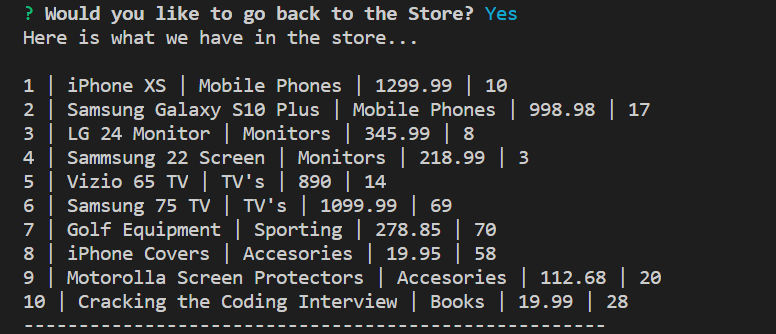 ? Would you like to go back to the Store? Yes
Here is what we have in the store...
1 | iPhone XS | Mobile Phones | 1299.99 | 10
2 | Samsung Galaxy S10 Plus | Mobile Phones | 998.98 | 17
3 | LG 24 Monitor | Monitors | 345.99 | 8
4 | Sammsung 22 Screen | Monitors | 218.99 | 3
5 | Vizio 65 TV | TV's | 890 | 14
6 | Samsung 75 TV | TV's | 1099.99 | 69
7 | Golf Equipment | Sporting | 278.85 | 70
8 | iPhone Covers | Accesories | 19.95 | 58
9 | Motorolla Screen Protectors | Accesories | 112.68 | 20
10 | Cracking the Coding Interview | Books | 19.99 | 28
-----------------------------------------------------